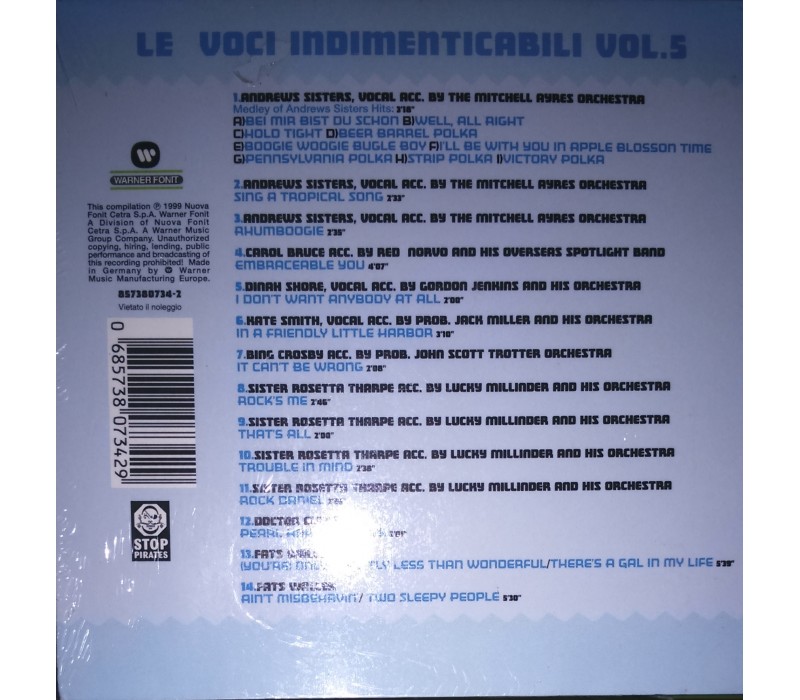 LE VOCI INDIMENTICABILI VOL.5
1.ANDREWS SISTERS, VOCAL ACC. BY THE MITCHELL AYRES ORCHESTRA
Medley of Andrews Sisters Hits: 3'18"
A)BEI MIR BIST DU SCHON B)WELL, ALL RIGHT
C)HOLD TIGHT D)BEER BARREL POLKA
E)BOOGIE WOOGIE BUGLE BOY F)I'LL BE WITH YOU IN APPLE BLOSSON TIME
G)PENNSYLVANIA POLKA H)STRIP POLKA I)VICTORY POLKA
2.ANDREWS SISTERS, VOCAL ACC. BY THE MITCHELL AYRES ORCHESTRA
SING A TROPICAL SONG 2'33"
3.ANDREWS SISTERS, VOCAL ACC. BY THE MITCHELL AYRES ORCHESTRA
RHUMBOOGIE
4.CAROL BRUCE ACC. BY RED NORVO AND HIS OVERSEAS SPOTLIGHT BAND
EMBRACEABLE YOU 4'07"
5.DINAH SHORE, VOCAL ACC. BY GORDON JENKINS AND HIS ORCHESTRA
I DON'T WANT ANYBODY AT ALL 2'00"
6.KATE SMITH, VOCAL ACC. BY PROB. JACK MILLER AND HIS ORCHESTRA
IN A FRIENDLY LITTLE HARBOR 3'10"
7.BING CROSBY ACC. BY PROB. JOHN SCOTT TROTTER ORCHESTRA
IT CAN'T BE WRONG 2'08"
8.SISTER ROSETTA THARPE ACC. BY LUCKY MILLINDER AND HIS ORCHESTRA
ROCK'S ME 2'46"
9.SISTER ROSETTA THARPE ACC. BY LUCKY MILLINDER AND HIS ORCHESTRA
THAT'S ALL 2'00"
10.SISTER ROSETTA THARPE ACC. BY LUCKY MILLINDER AND HIS ORCHESTRA
TROUBLE IN MIND 2'38"
11.SISTER ROSETTA THARPE ACC. BY LUCKY MILLINDER AND HIS ORCHESTRA
ROCK DANIEL
12.DOCTOR
PEARL
13.FATS WALLER
(YOU'RE) LESS THAN WONDERFUL/THERE'S A GAL IN MY LIFE 5'39"
14.FATS WALLER
AIN'T MISBEHAVIN'/ TWO SLEEPY PEOPLE 5'30"
WARNER FONIT
This compilation ℗ 1999 Nuova
Fonit Cetra S.p.A. Warner Fonit
A Division of Nuova Fonit
Cetra S.p.A. A Warner Music
Group Company. Unauthorized
copying, hiring, lending, public
performance and broadcasting of
this recording prohibited! Made
in Germany by Warner
Music Manufacturing Europe.
857380734-2
Vietato il noleggio
0 685738 073429
STOP
PIRATES